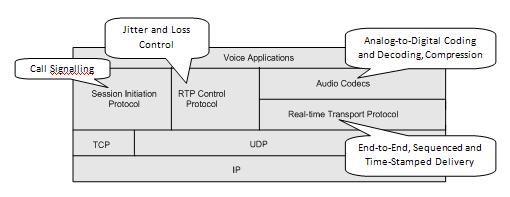 Jitter and Loss
Control
Analog-to-Digital Coding
and Decoding, Compression
Voice Applications
Call Signalling
Session Initiation
Protocol
RTP Control
Protocol
Audio Codecs
Real-time Transport Protocol
TCP
UDP
End-to-End, Sequenced and
Time-Stamped Delivery
IP